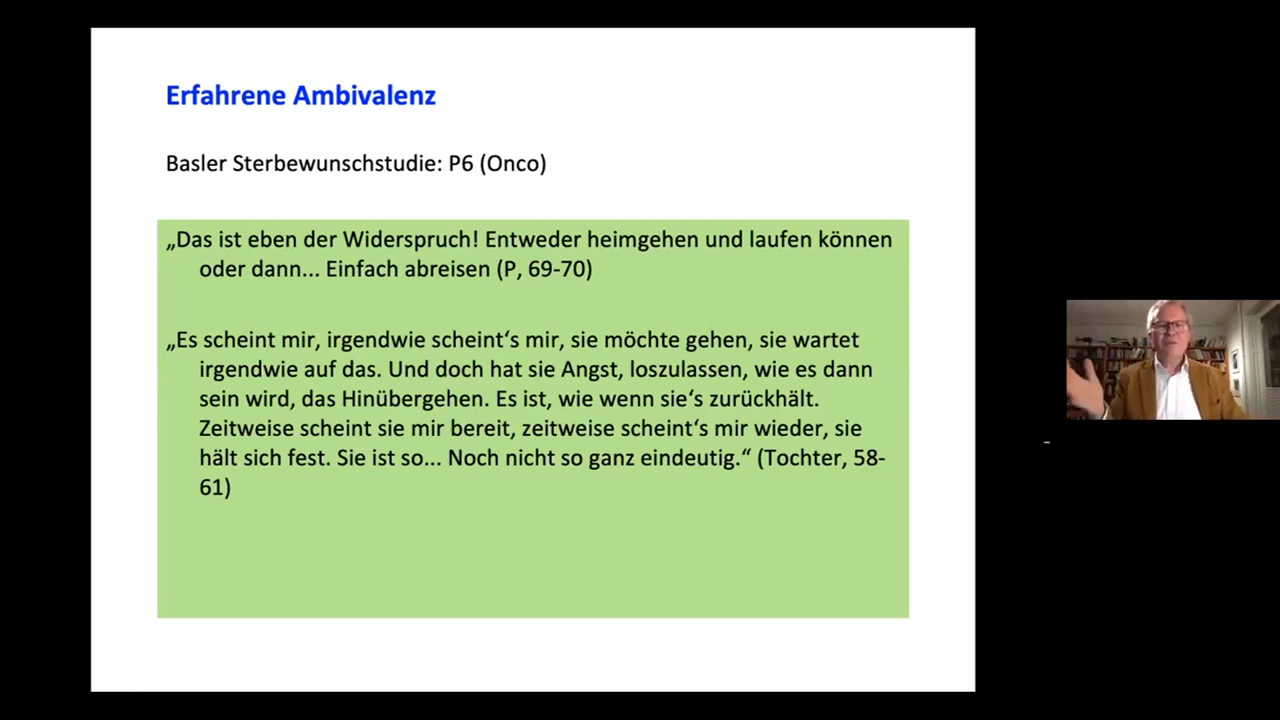 Erfahrene Ambivalenz
Basler Sterbewunschstudie: P6 (Onco)
„Das ist eben der Widerspruch! Entweder heimgehen und laufen können
oder dann... Einfach abreisen (P, 69-70)
„Es scheint mir, irgendwie scheint‘s mir, sie möchte gehen, sie wartet
irgendwie auf das. Und doch hat sie Angst, loszulassen, wie es dann
sein wird, das Hinübergehen. Es ist, wie wenn sie‘s zurückhält.
Zeitweise scheint sie mir bereit, zeitweise scheint‘s mir wieder, sie
hält sich fest. Sie ist so... Noch nicht so ganz eindeutig.“ (Tochter, 58-
61)